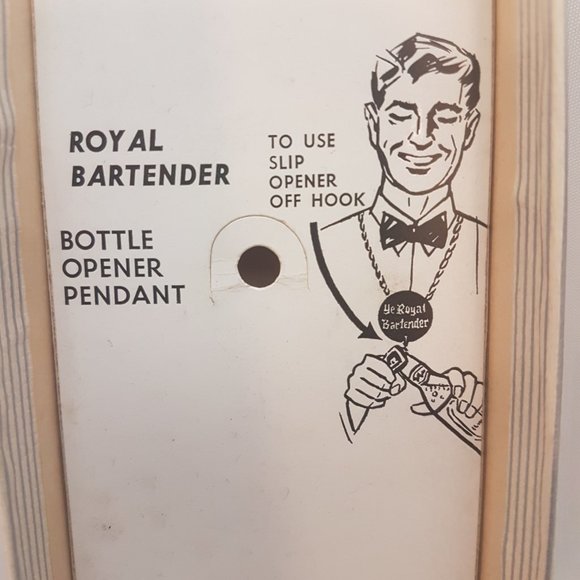 ROYAL
BARTENDER
BOTTLE
OPENER
PENDANT
TO USE
SLIP
OPENER
OFF HOOK
Ye Royal
Bartender